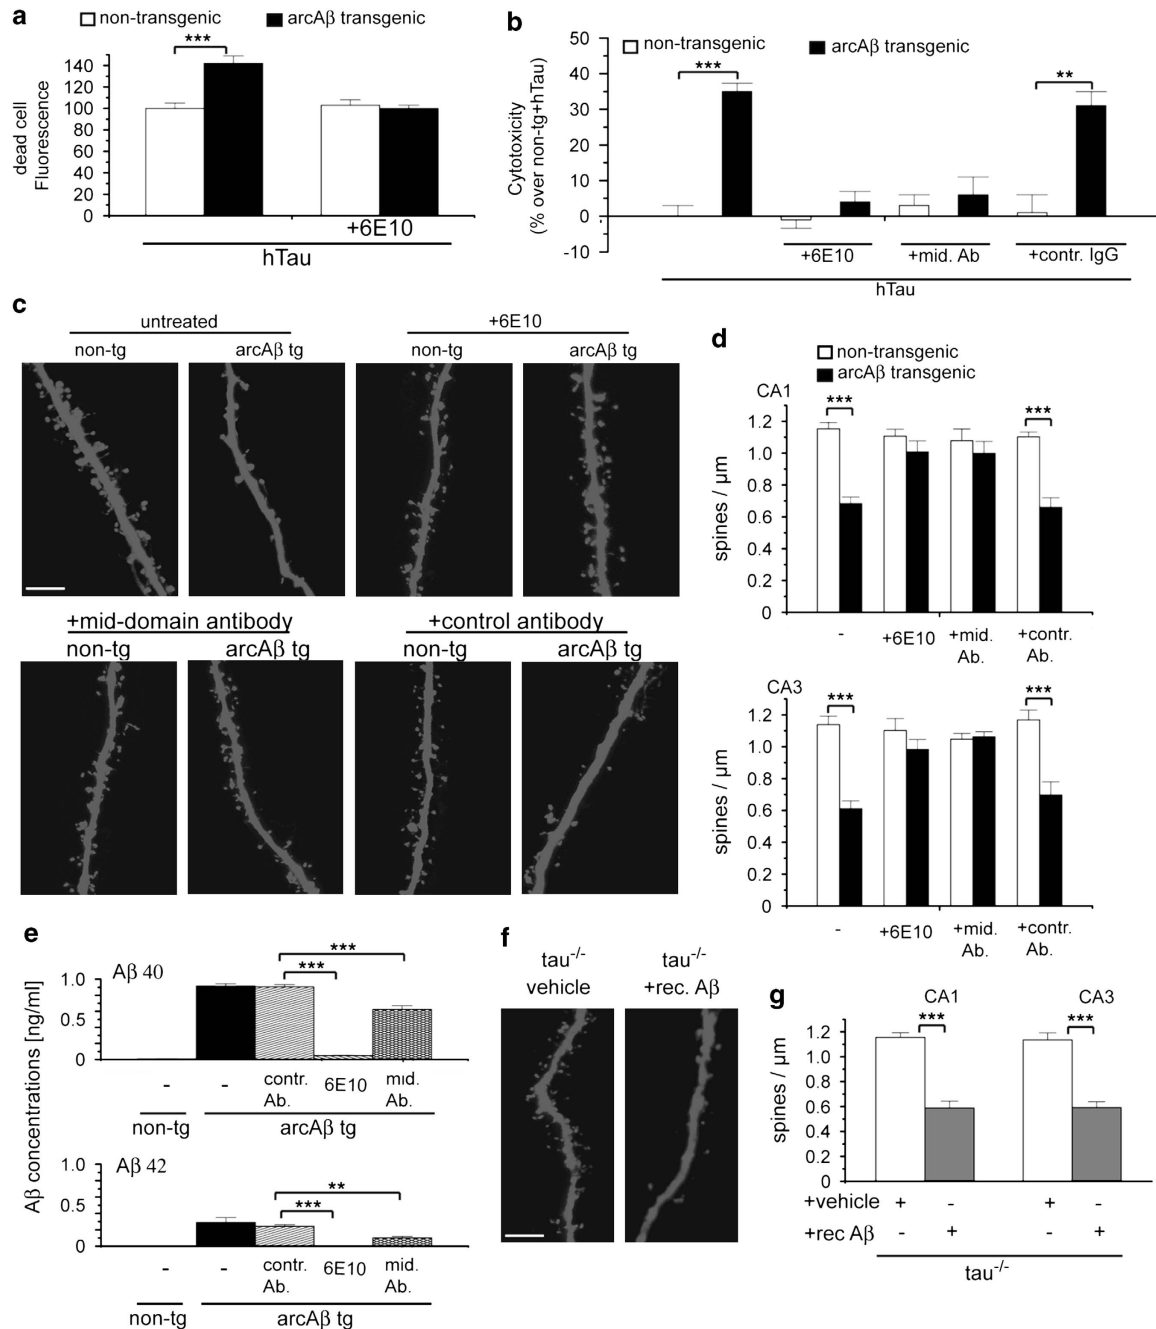 a
non-transgenic arcAβ transgenic
***
dead cell
Fluorescence
140
120
100
80
60
40
20
0
+6E10
hTau
b
non-transgenic arcAβ transgenic
*** **
Cytotoxicity
(% over non-tg+hTau)
50
40
30
20
10
0
-10
+6E10 +mid. Ab +contr. IgG
hTau
c
untreated +6E10
non-tg arcAβ tg non-tg arcAβ tg
+mid-domain antibody +control antibody
non-tg arcAβ tg non-tg arcAβ tg
d
non-transgenic
arcAβ transgenic
CA1
*** ***
spines / µm
1.2
1.0
0.8
0.6
0.4
0.2
0
- +6E10 +mid. +contr.
Ab. Ab.
CA3
*** ***
spines / µm
1.2
1.0
0.8
0.6
0.4
0.2
0
- +6E10 +mid. +contr.
Ab. Ab.
e
Aβ concentrations [ng/ml]
Aβ 40
***
***
1.0
0.5
0
- - contr. 6E10 mid.
Ab. Ab.
non-tg arcAβ tg
Aβ 42
**
***
1.0
0.5
0
- - contr. 6E10 mid.
Ab. Ab.
non-tg arcAβ tg
f
tau-/- tau-/-
vehicle +rec. Aβ
g
CA1 CA3
*** ***
spines / µm
1.2
1.0
0.8
0.6
0.4
0.2
0
+vehicle + - + -
+rec Aβ - + - +
tau-/-